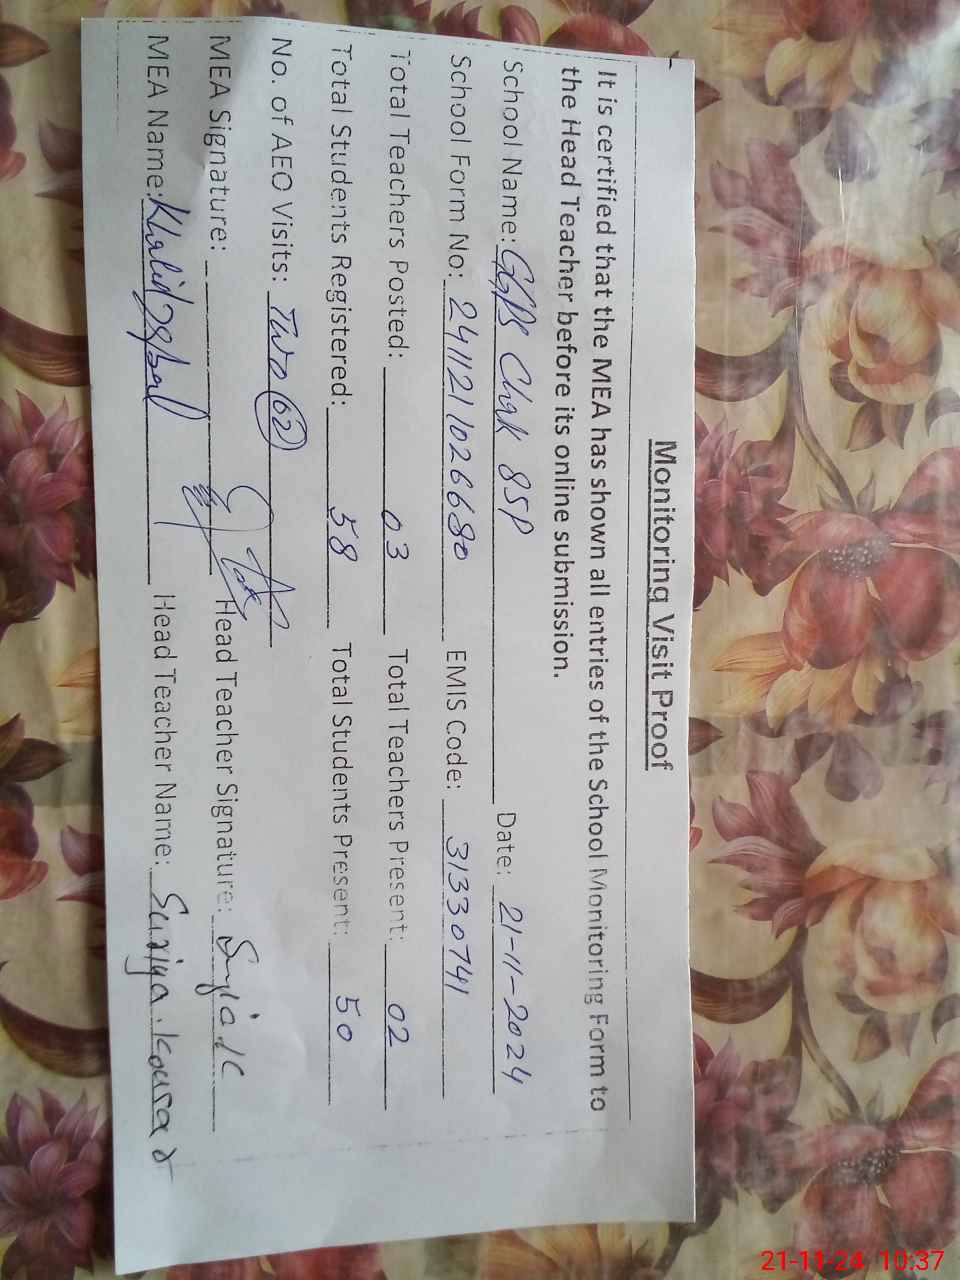 Monitoring Visit Proof
It is certified that the MEA has shown all entries of the School Monitoring Form to
the Head Teacher before its online submission.
School Name: GGPS Chak 85P Date: 21-11-2024
School Form No: 2411211026680 EMIS Code: 31330741
Total Teachers Posted: 03 Total Teachers Present: 02
Total Students Registered: 58 Total Students Present: 50
No. of AEO Visits: Two 02
MEA Signature: Head Teacher Signature:
MEA Name: Khalid Iqbal Head Teacher Name: Suriya Kousar
21-11-24 10:37